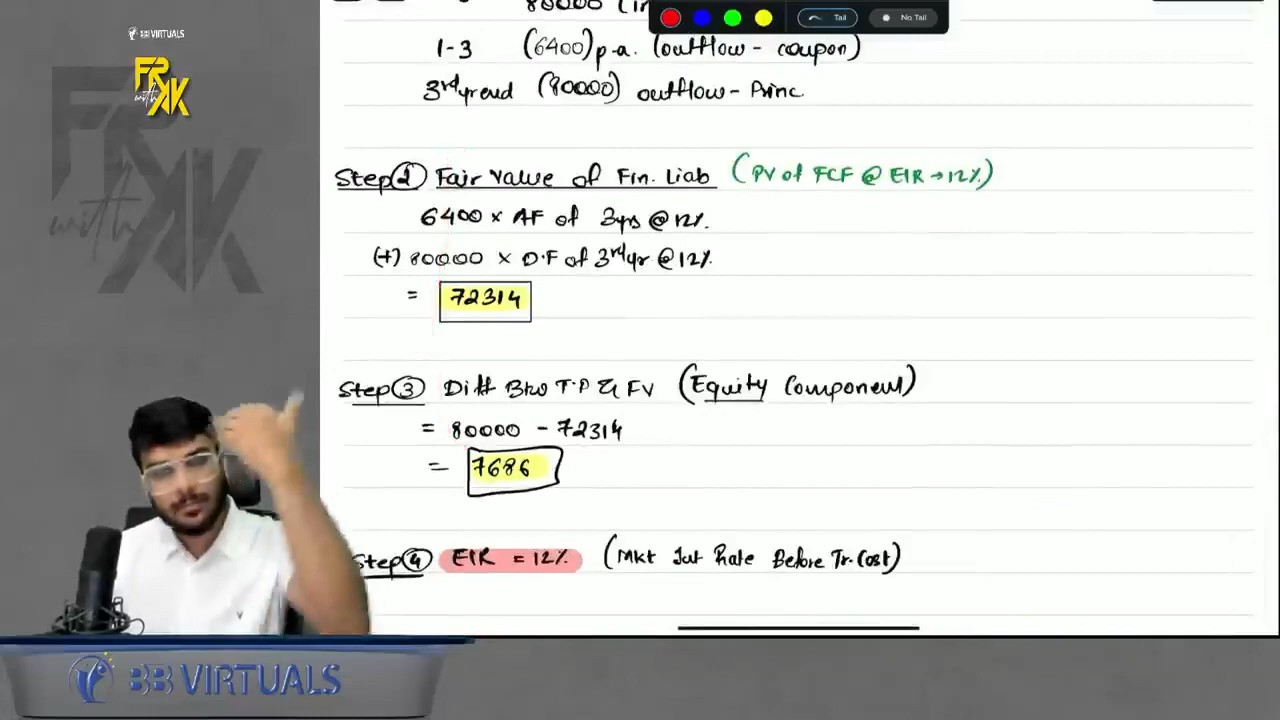 80000 (in
Tail
No Tail
BB VIRTUALS
FR
with
KK
1-3 (6400) p.a. (outflow - coupon)
3rd yr end (80000) outflow - Princ
Step 2 Fair Value of Fin. Liab (PV of FCF @ EIR → 12%)
6400 × AF of 3yrs @ 12%.
(+) 80000 × D.F of 3rd yr @ 12%
= 72314
Step 3 Diff Btw T.P & FV (Equity Component)
= 80000 - 72314
= 7686
Step 4 EIR = 12% (Mkt Int Rate Before Tr. Cost)
BB VIRTUALS